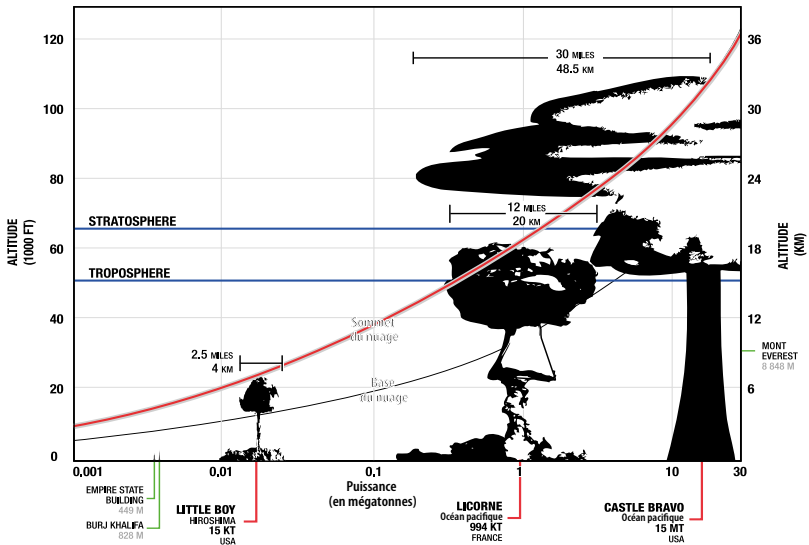 120
100
80
60
40
20
0
ALTITUDE
(1000 FT)
36
30
24
18
12
6
ALTITUDE
(KM)
30 MILES
48.5 KM
12 MILES
20 KM
STRATOSPHERE
TROPOSPHERE
Sommet
du nuage
2.5 MILES
4 KM
Base
du nuage
MONT
EVEREST
8 848 M
0,001
0,01
0,1
1
10
30
Puissance
(en mégatonnes)
EMPIRE STATE
BUILDING
449 M
BURJ KHALIFA
828 M
LITTLE BOY
HIROSHIMA
15 KT
USA
LICORNE
Océan pacifique
994 KT
FRANCE
CASTLE BRAVO
Océan pacifique
15 MT
USA